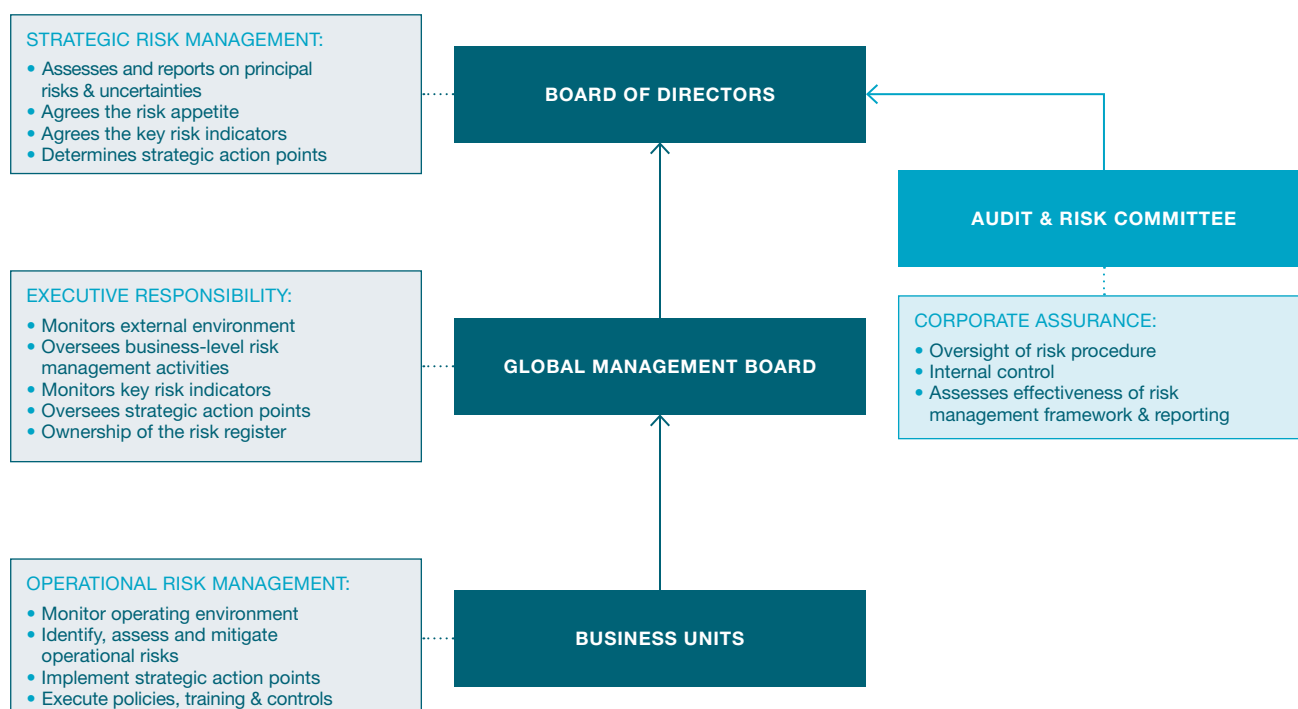 STRATEGIC RISK MANAGEMENT:
• Assesses and reports on principal
risks & uncertainties
• Agrees the risk appetite
• Agrees the key risk indicators
• Determines strategic action points
BOARD OF DIRECTORS
AUDIT & RISK COMMITTEE
EXECUTIVE RESPONSIBILITY:
• Monitors external environment
• Oversees business-level risk
management activities
• Monitors key risk indicators
• Oversees strategic action points
• Ownership of the risk register
GLOBAL MANAGEMENT BOARD
CORPORATE ASSURANCE:
• Oversight of risk procedure
• Internal control
• Assesses effectiveness of risk
management framework & reporting
OPERATIONAL RISK MANAGEMENT:
• Monitor operating environment
• Identify, assess and mitigate
operational risks
• Implement strategic action points
• Execute policies, training & controls
BUSINESS UNITS